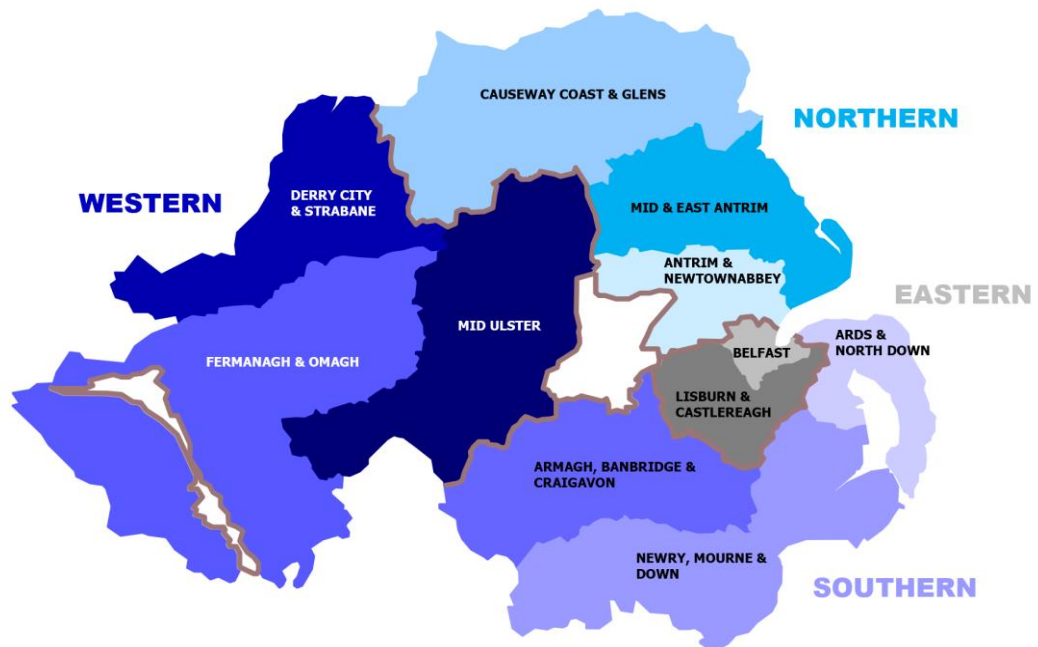 CAUSEWAY COAST & GLENS
NORTHERN
WESTERN
DERRY CITY
& STRABANE
MID & EAST ANTRIM
ANTRIM &
NEWTOWNABBEY
EASTERN
MID ULSTER
ARDS &
NORTH DOWN
BELFAST
FERMANAGH & OMAGH
LISBURN &
CASTLEREAGH
ARMAGH, BANBRIDGE &
CRAIGAVON
NEWRY, MOURNE &
DOWN
SOUTHERN